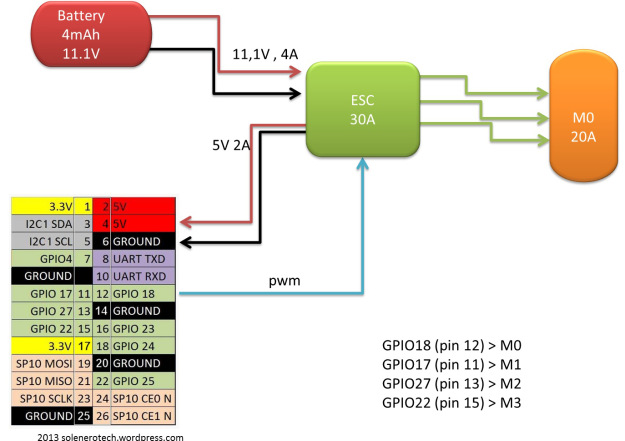 Battery
4mAh
11.1V
11,1V , 4A
ESC
30A
M0
20A
5V 2A
pwm
3.3V 1 2 5V
I2C1 SDA 3 4 5V
I2C1 SCL 5 6 GROUND
GPIO4 7 8 UART TXD
GROUND 10 UART RXD
GPIO 17 11 12 GPIO 18
GPIO 27 13 14 GROUND
GPIO 22 15 16 GPIO 23
3.3V 17 18 GPIO 24
SP10 MOSI 19 20 GROUND
SP10 MISO 21 22 GPIO 25
SP10 SCLK 23 24 SP10 CE0 N
GROUND 25 26 SP10 CE1 N
GPIO18 (pin 12) > M0
GPIO17 (pin 11) > M1
GPIO27 (pin 13) > M2
GPIO22 (pin 15) > M3
2013 solenerotech.wordpress.com